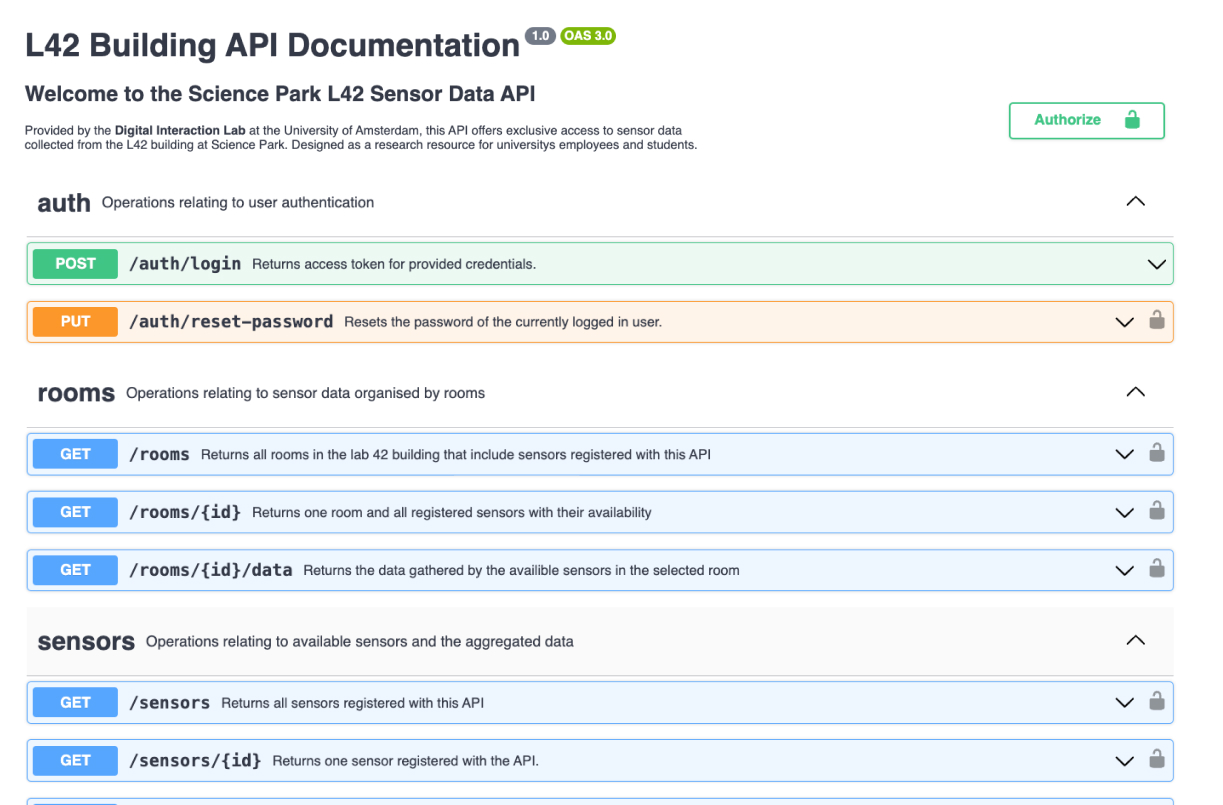 L42 Building API Documentation 1.0 OAS 3.0
Welcome to the Science Park L42 Sensor Data API
Provided by the Digital Interaction Lab at the University of Amsterdam, this API offers exclusive access to sensor data
collected from the L42 building at Science Park. Designed as a research resource for universitys employees and students.
Authorize
auth Operations relating to user authentication
POST /auth/login Returns access token for provided credentials.
PUT /auth/reset-password Resets the password of the currently logged in user.
rooms Operations relating to sensor data organised by rooms
GET /rooms Returns all rooms in the lab 42 building that include sensors registered with this API
GET /rooms/{id} Returns one room and all registered sensors with their availability
GET /rooms/{id}/data Returns the data gathered by the availible sensors in the selected room
sensors Operations relating to available sensors and the aggregated data
GET /sensors Returns all sensors registered with this API
GET /sensors/{id} Returns one sensor registered with the API.